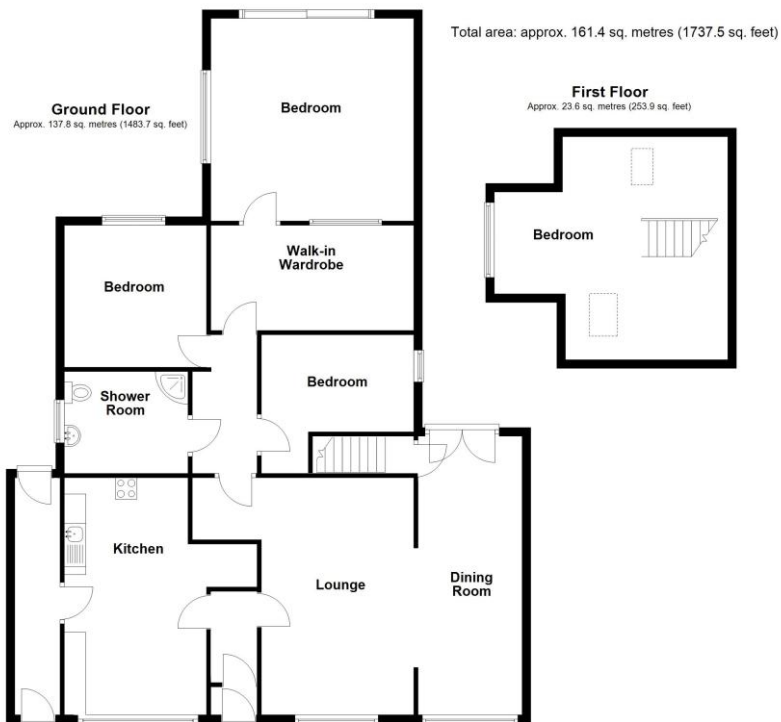 Total area: approx. 161.4 sq. metres (1737.5 sq. feet)
Ground Floor
Approx. 137.8 sq. metres (1483.7 sq. feet)
First Floor
Approx. 23.6 sq. metres (253.9 sq. feet)
Bedroom
Bedroom
Walk-in
Wardrobe
Bedroom
Bedroom
Shower
Room
Kitchen
Lounge
Dining
Room